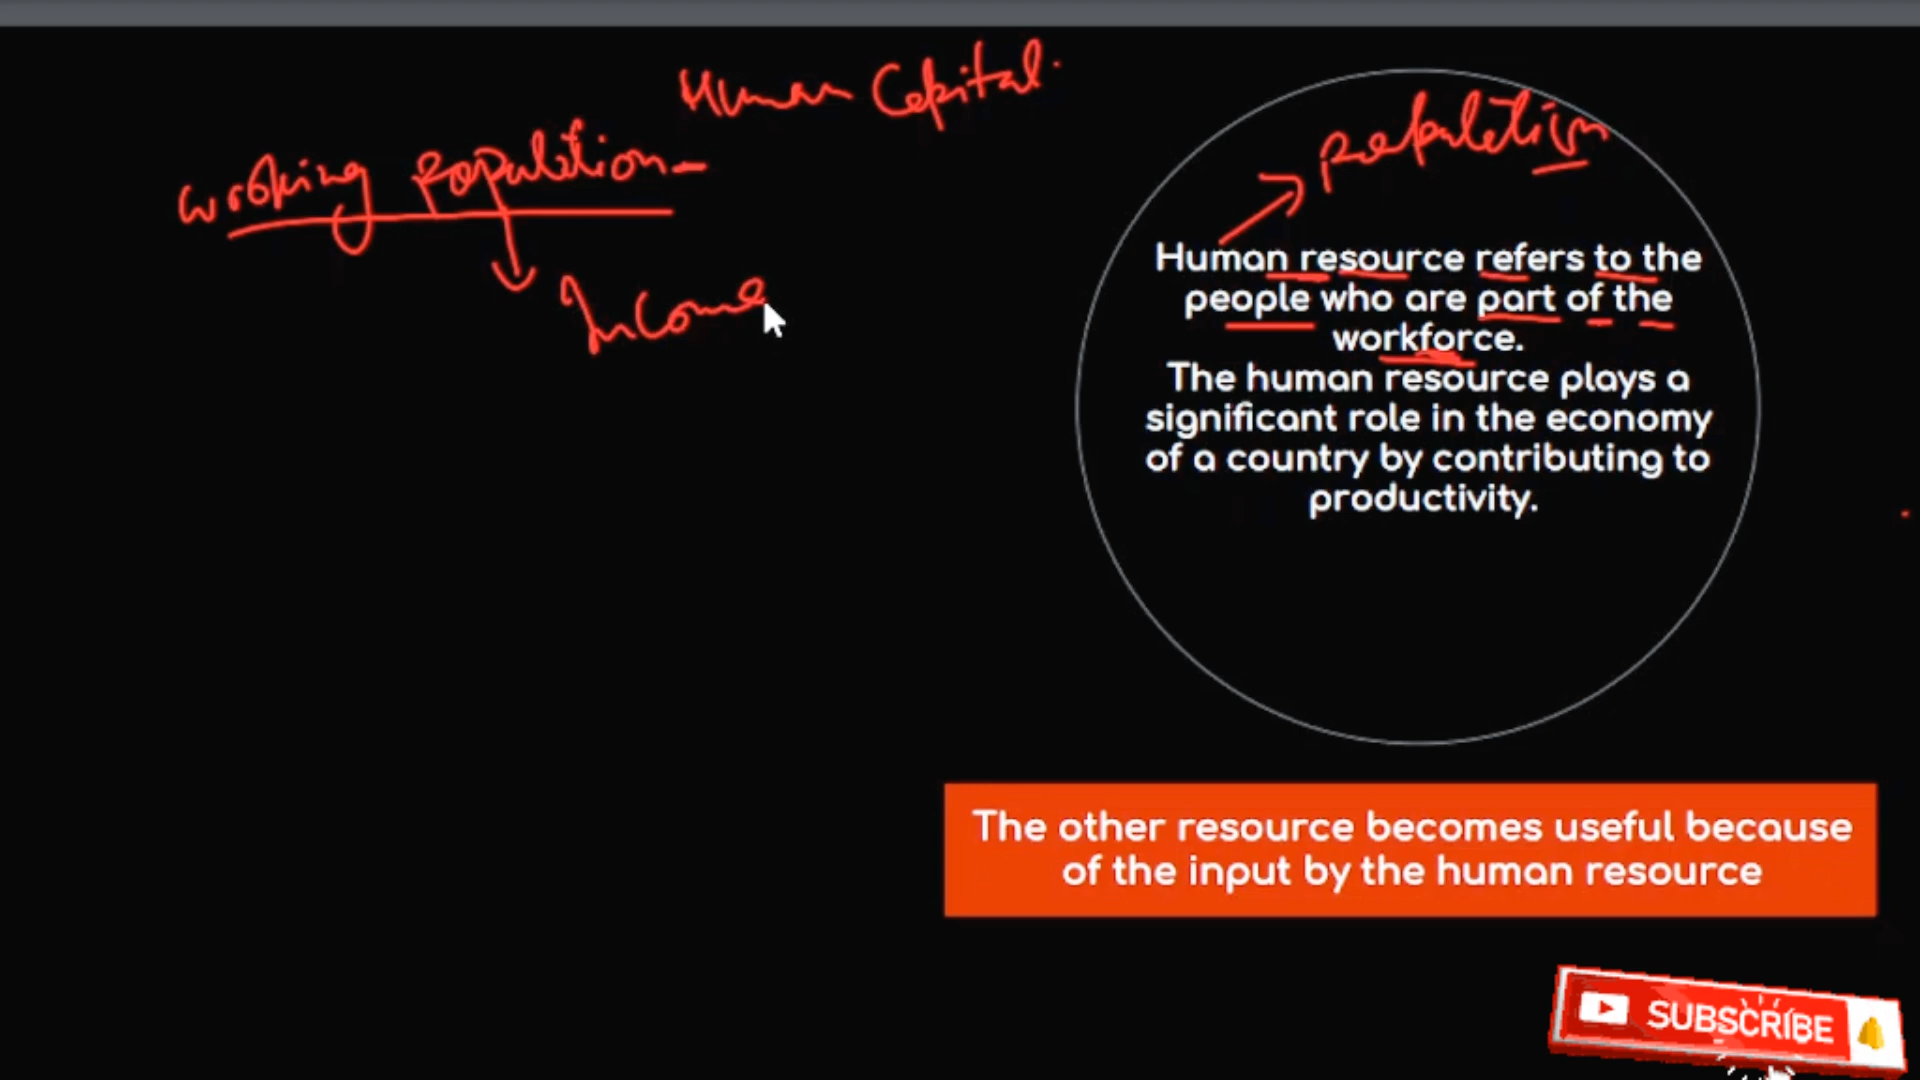 Human Capital.
working population-
Income
population
Human resource refers to the
people who are part of the
workforce.
The human resource plays a
significant role in the economy
of a country by contributing to
productivity.
The other resource becomes useful because
of the input by the human resource
SUBSCRIBE